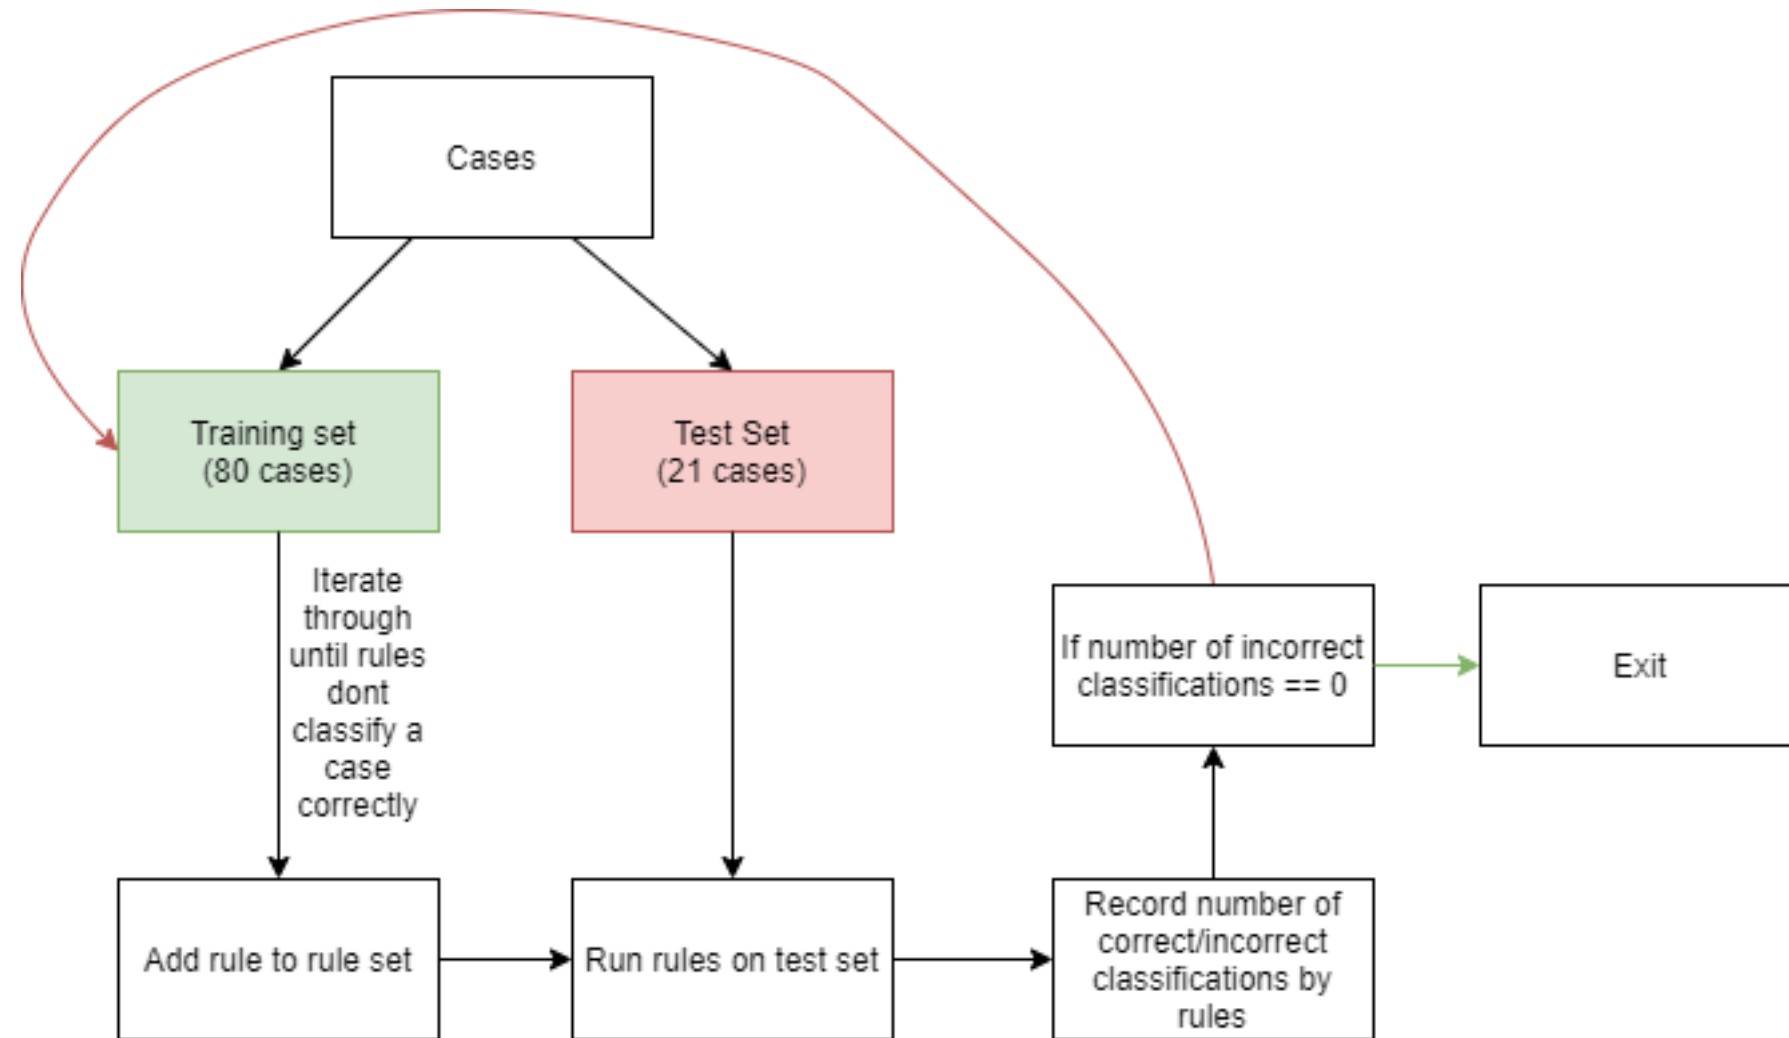 Cases
Training set
(80 cases)
Test Set
(21 cases)
Iterate
through
until rules
dont
classify a
case
correctly
If number of incorrect
classifications == 0
Exit
Add rule to rule set
Run rules on test set
Record number of
correct/incorrect
classifications by
rules